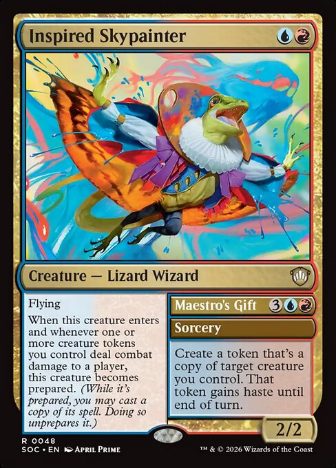 Inspired Skypainter
Creature — Lizard Wizard
Flying
When this creature enters
and whenever one or
more creature tokens
you control deal combat
damage to a player,
this creature becomes
prepared. (While it's
prepared, you may cast a
copy of its spell. Doing so
unprepares it.)
Maestro's Gift 3
Sorcery
Create a token that's a
copy of target creature
you control. That
token gains haste until
end of turn.
2/2
R 0048
SOC • EN April Prime
™ & © 2026 Wizards of the Coast